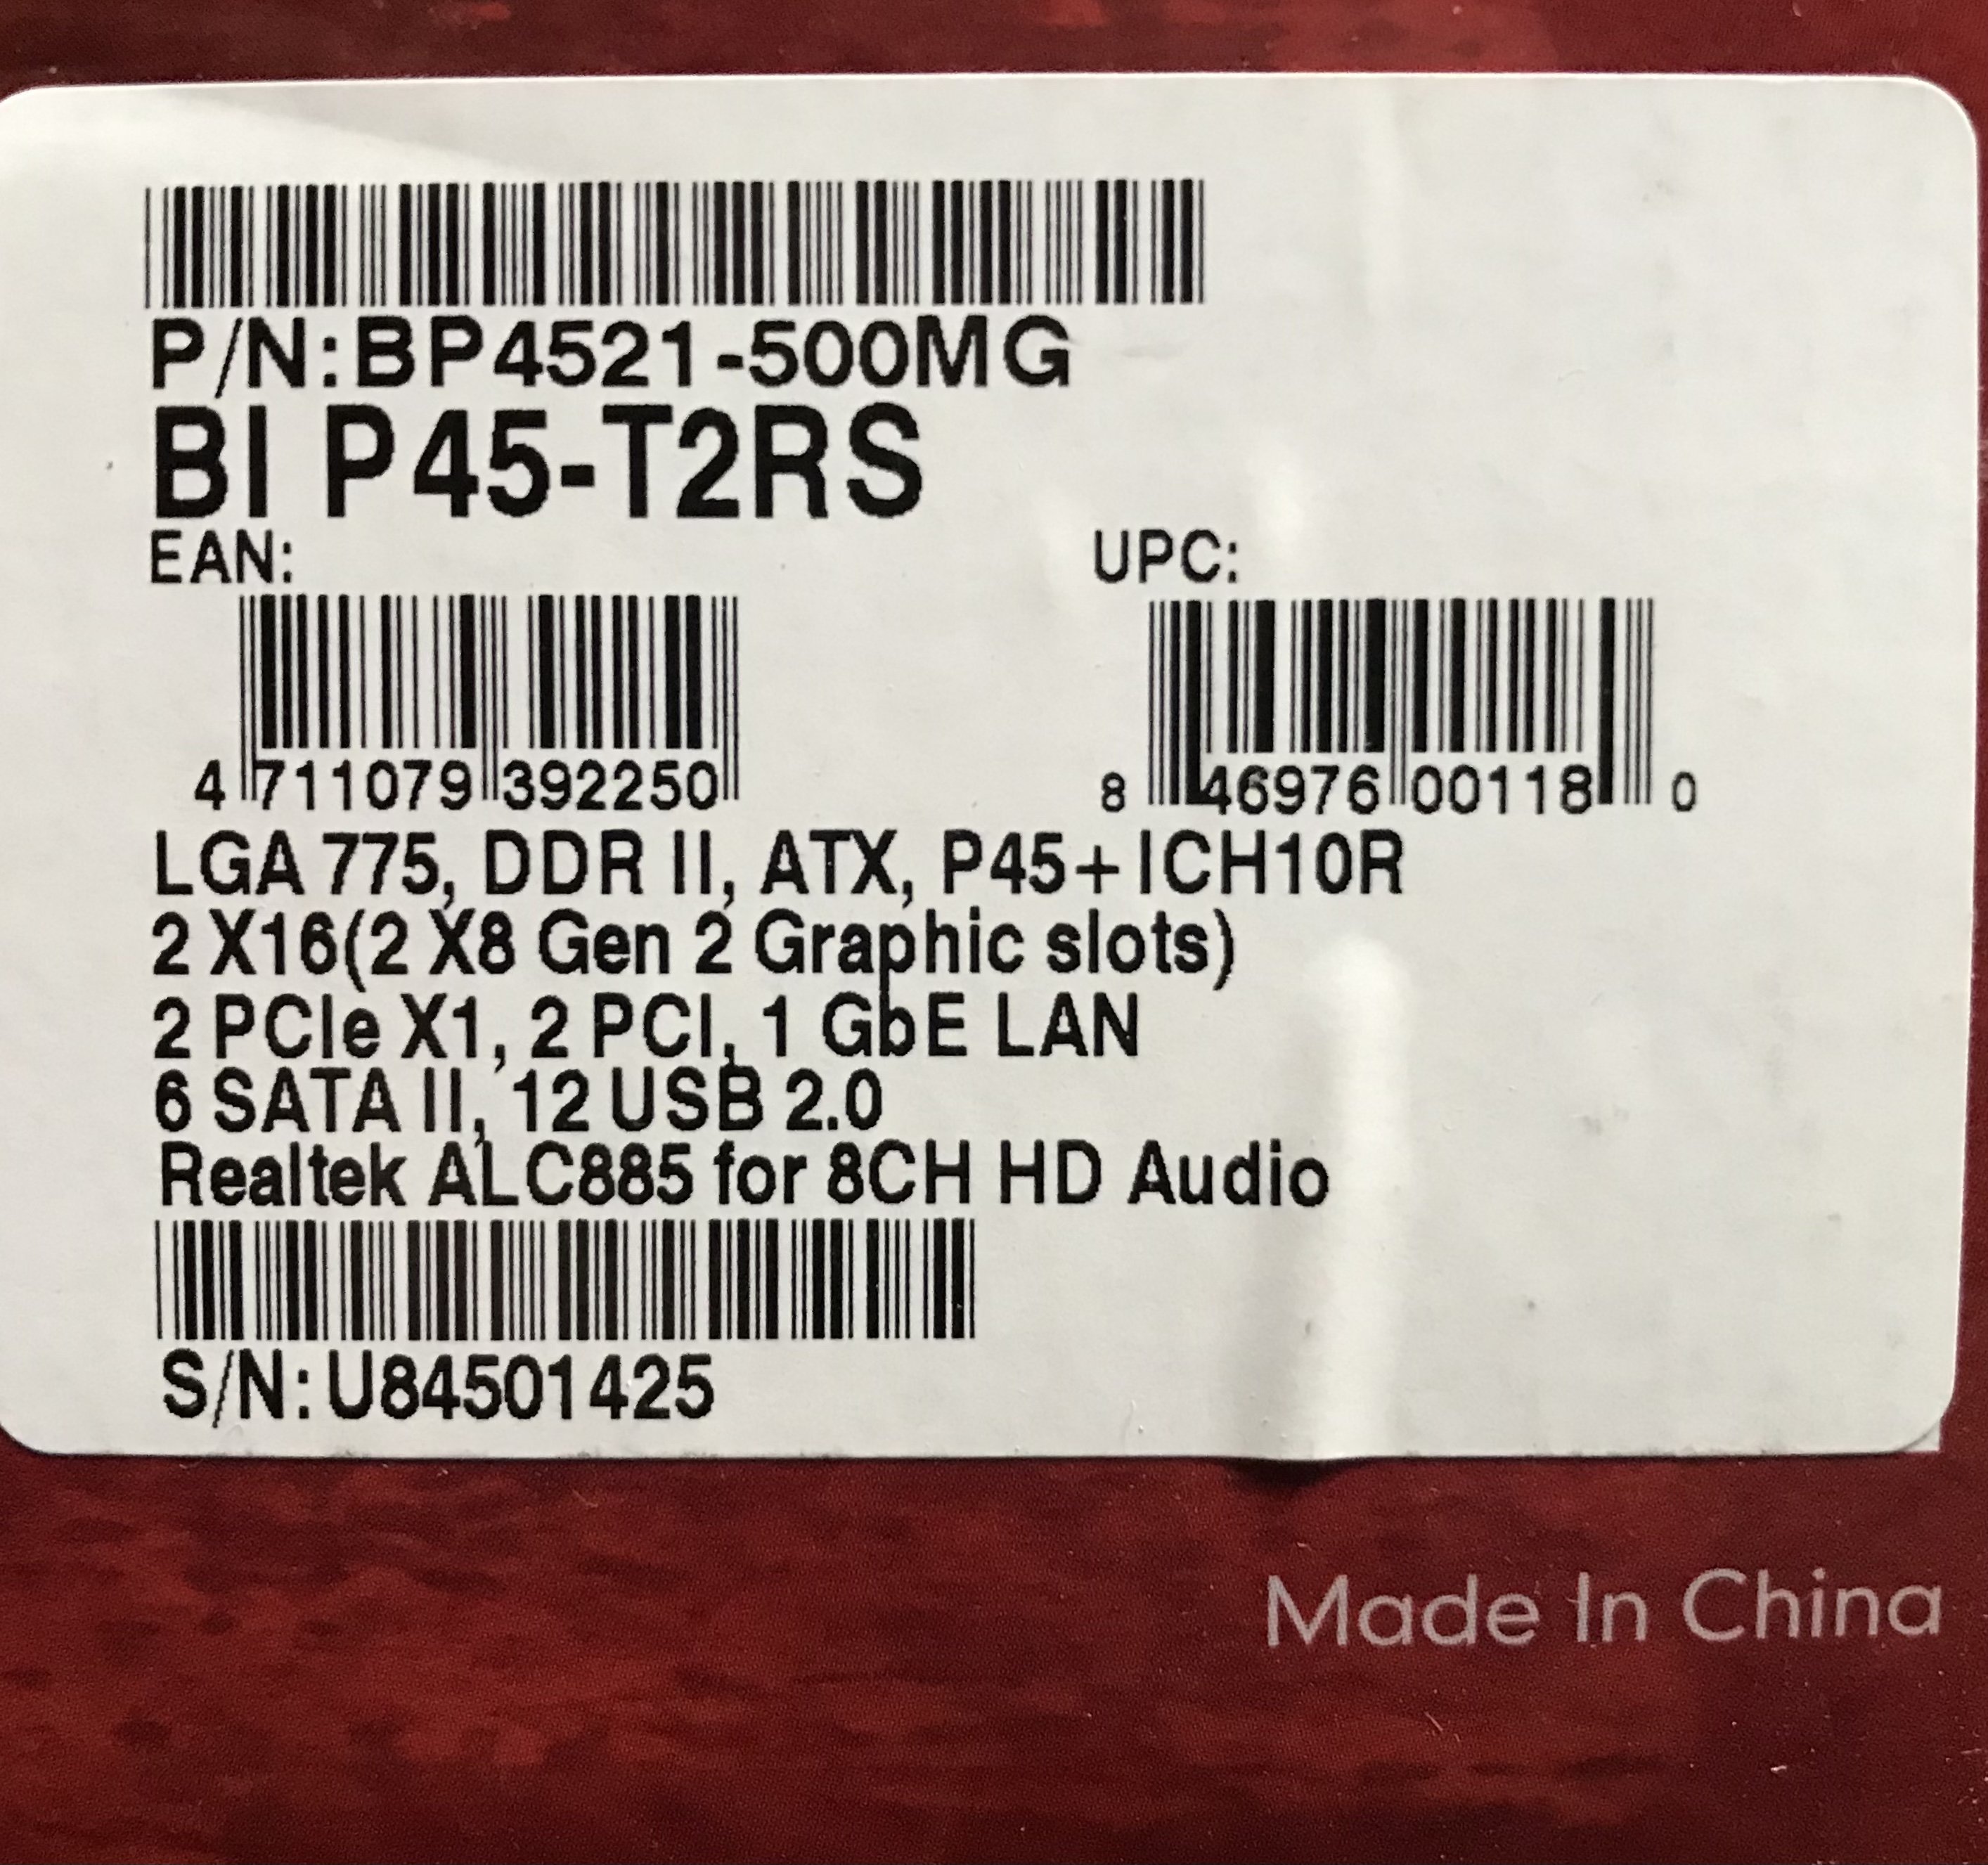 P/N:BP4521-500MG
BI P45-T2RS
EAN: UPC:
4 711079 392250 8 46976 00118 0
LGA 775, DDR II, ATX, P45+ICH10R
2 X16(2 X8 Gen 2 Graphic slots)
2 PCIe X1, 2 PCI, 1 GbE LAN
6 SATA II, 12 USB 2.0
Realtek ALC885 for 8CH HD Audio
S/N:U84501425
Made In China